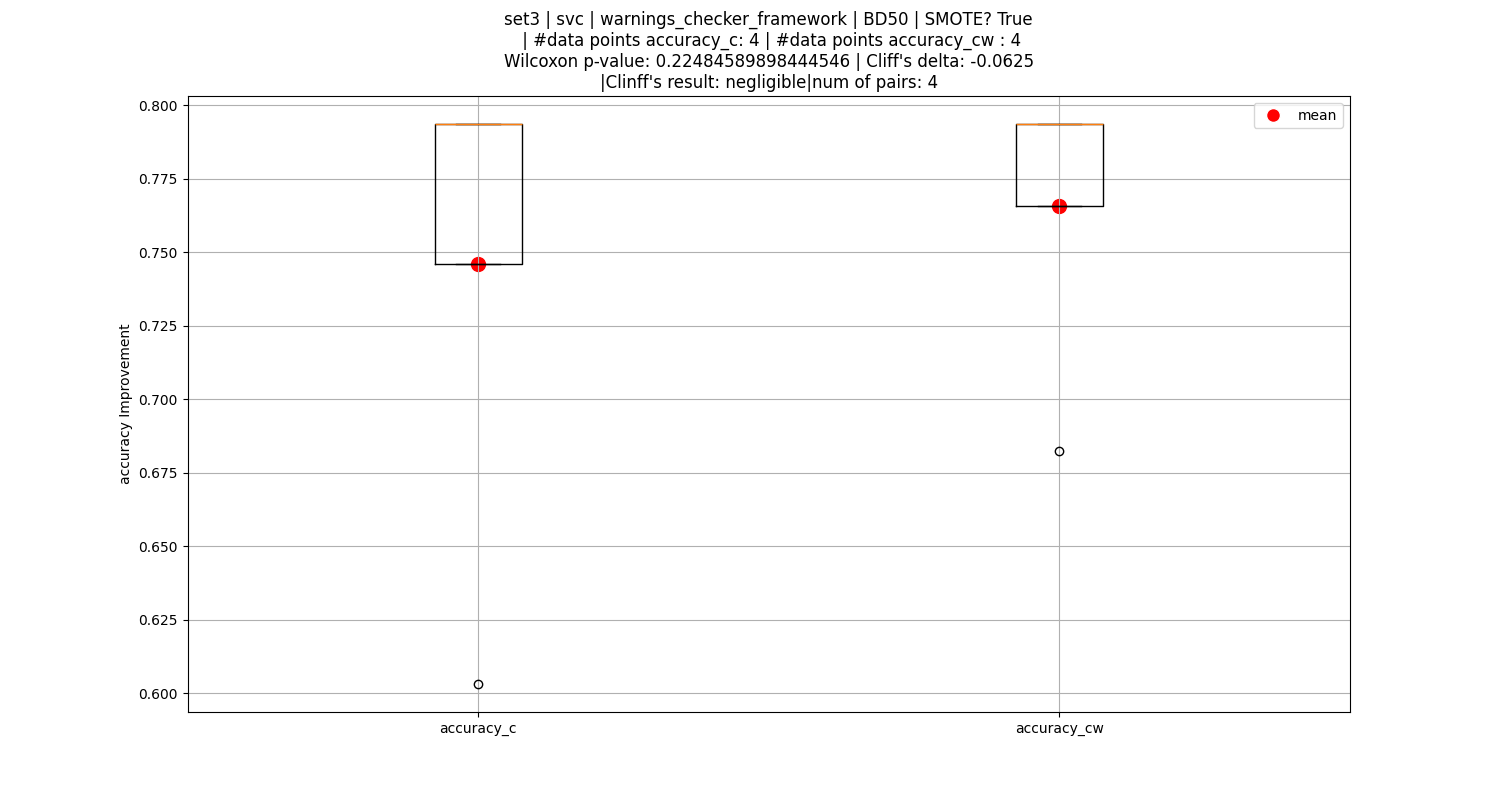 set3 | svc | warnings_checker_framework | BD50 | SMOTE? True
| #data points accuracy_c: 4 | #data points accuracy_cw : 4
Wilcoxon p-value: 0.22484589898444546 | Cliff's delta: -0.0625
|Clinff's result: negligible|num of pairs: 4
mean
0.800
0.775
0.750
0.725
0.700
0.675
0.650
0.625
0.600
accuracy Improvement
accuracy_c
accuracy_cw